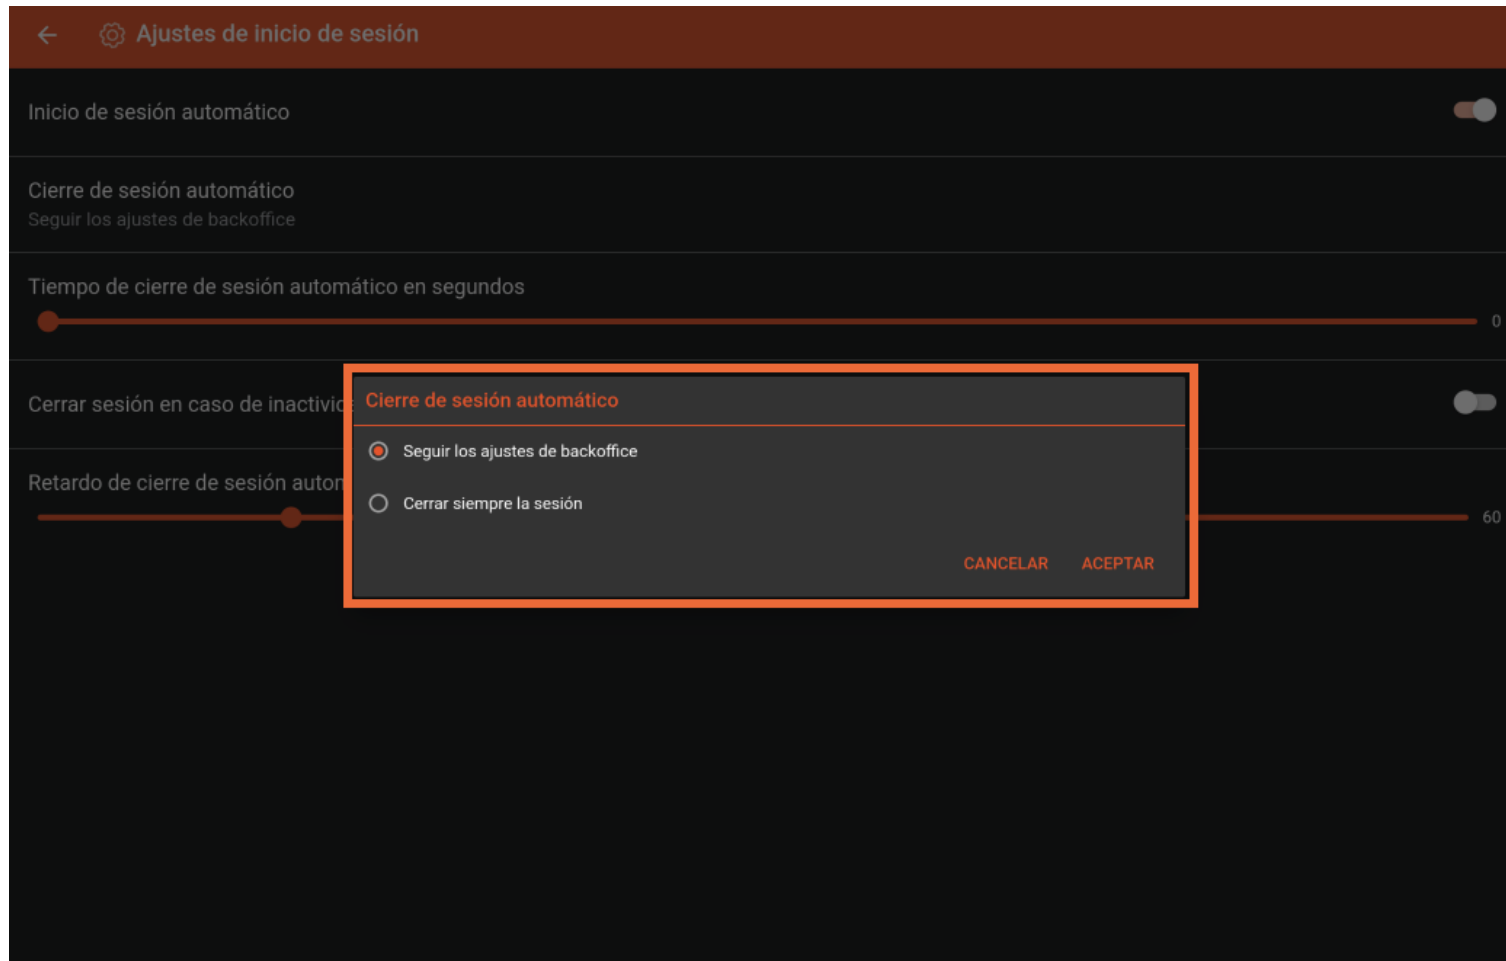 Ajustes de inicio de sesión
Inicio de sesión automático
Cierre de sesión automático
Seguir los ajustes de backoffice
Tiempo de cierre de sesión automático en segundos
0
Cerrar sesión en caso de
Cierre de sesión automático
Seguir los ajustes de backoffice
Cerrar siempre la sesión
Retardo de cierre de sesión
60
CANCELAR ACEPTAR